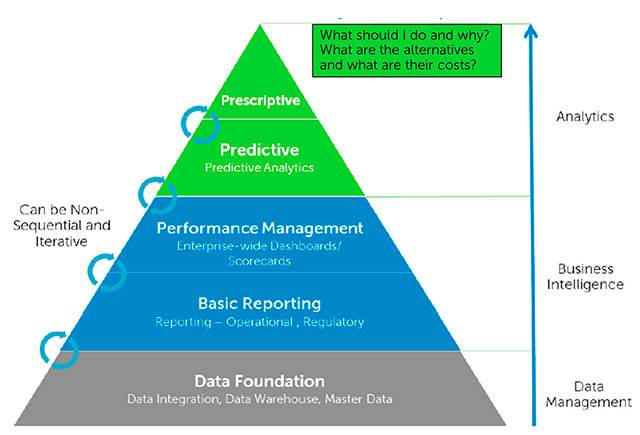 What should I do and why?
What are the alternatives
and what are their costs?
Prescriptive
Analytics
Predictive
Predictive Analytics
Can be Non-
Sequential and
Iterative
Performance Management
Enterprise-wide Dashboards/
Scorecards
Business
Intelligence
Basic Reporting
Reporting – Operational , Regulatory
Data Foundation
Data Integration, Data Warehouse, Master Data
Data
Management